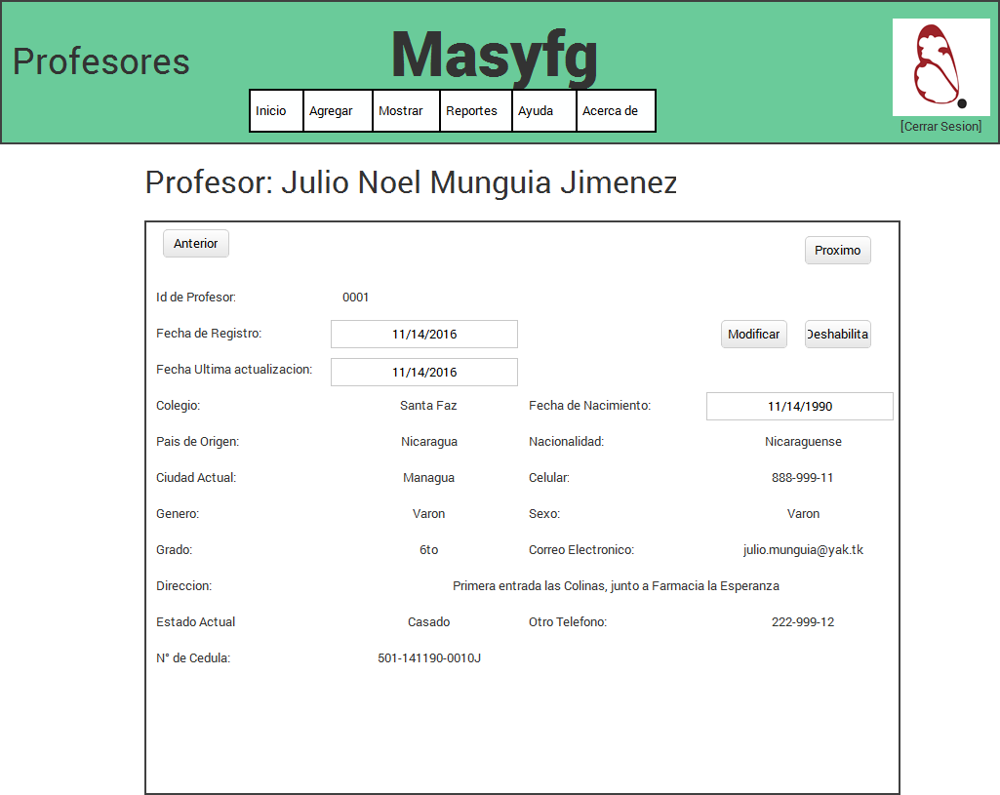 Profesores
Masyfg
Inicio Agregar Mostrar Reportes Ayuda Acerca de
[Cerrar Sesion]
Profesor: Julio Noel Munguia Jimenez
Anterior
Proximo
Id de Profesor: 0001
Fecha de Registro: 11/14/2016 Modificar Deshabilita
Fecha Ultima actualizacion: 11/14/2016
Colegio: Santa Faz Fecha de Nacimiento: 11/14/1990
Pais de Origen: Nicaragua Nacionalidad: Nicaraguense
Ciudad Actual: Managua Celular: 888-999-11
Genero: Varon Sexo: Varon
Grado: 6to Correo Electronico: julio.munguia@yak.tk
Direccion: Primera entrada las Colinas, junto a Farmacia la Esperanza
Estado Actual Casado Otro Telefono: 222-999-12
N° de Cedula: 501-141190-0010J